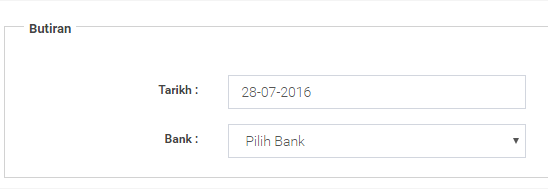 Butiran
Tarikh : 28-07-2016
Bank : Pilih Bank